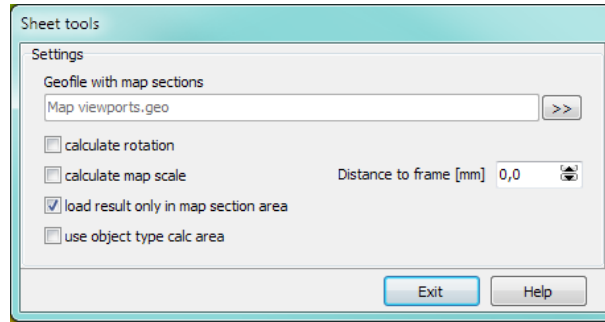 Sheet tools
Settings
Geofile with map sections
Map viewports.geo >>
calculate rotation
calculate map scale Distance to frame [mm] 0,0
load result only in map section area
use object type calc area
Exit Help